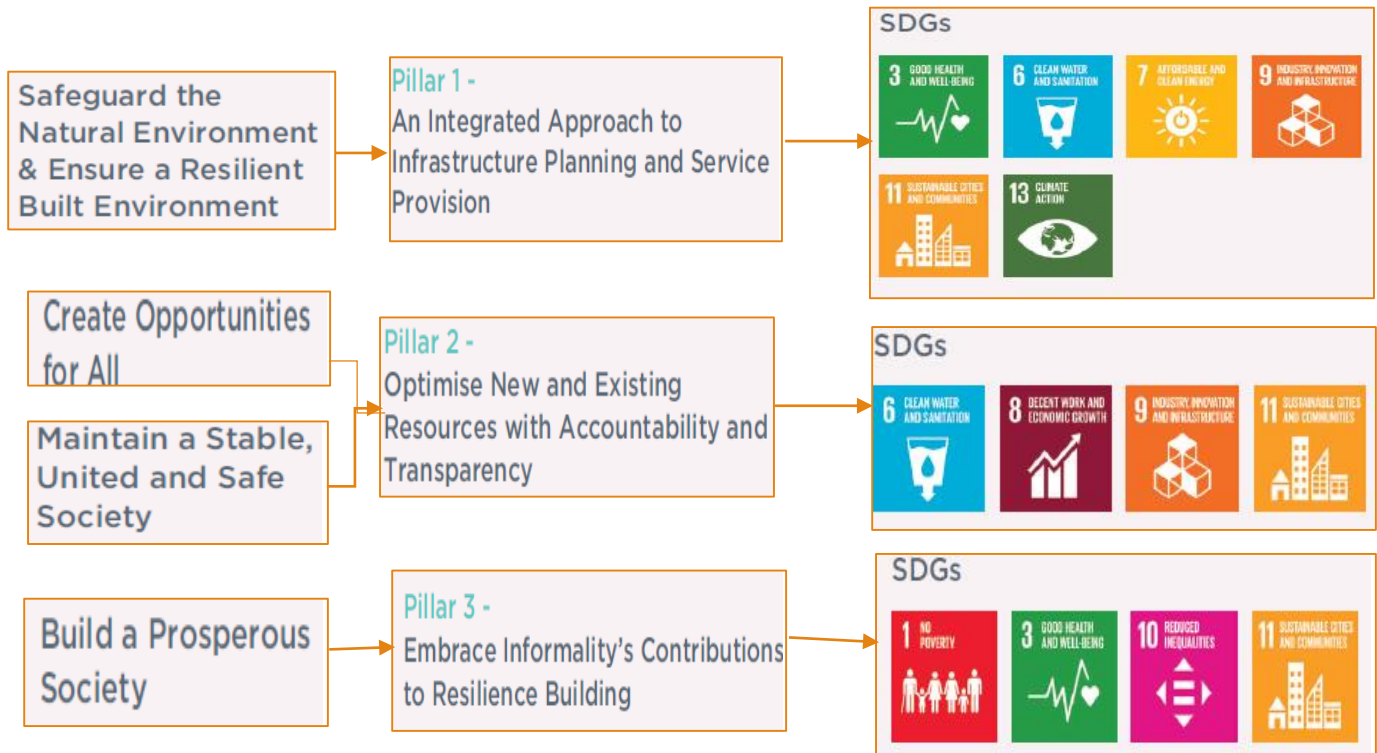 Safeguard the
Natural Environment
& Ensure a Resilient
Built Environment
Pillar 1 -
An Integrated Approach to
Infrastructure Planning and Service
Provision
SDGs
3 GOOD HEALTH
AND WELL-BEING
6 CLEAN WATER
AND SANITATION
7 AFFORDABLE AND
CLEAN ENERGY
9 INDUSTRY, INNOVATION
AND INFRASTRUCTURE
11 SUSTAINABLE CITIES
AND COMMUNITIES
13 CLIMATE
ACTION
Create Opportunities
for All
Maintain a Stable,
United and Safe
Society
Pillar 2 -
Optimise New and Existing
Resources with Accountability and
Transparency
SDGs
6 CLEAN WATER
AND SANITATION
8 DECENT WORK AND
ECONOMIC GROWTH
9 INDUSTRY, INNOVATION
AND INFRASTRUCTURE
11 SUSTAINABLE CITIES
AND COMMUNITIES
Build a Prosperous
Society
Pillar 3 -
Embrace Informality's Contributions
to Resilience Building
SDGs
1 NO
POVERTY
3 GOOD HEALTH
AND WELL-BEING
10 REDUCED
INEQUALITIES
11 SUSTAINABLE CITIES
AND COMMUNITIES